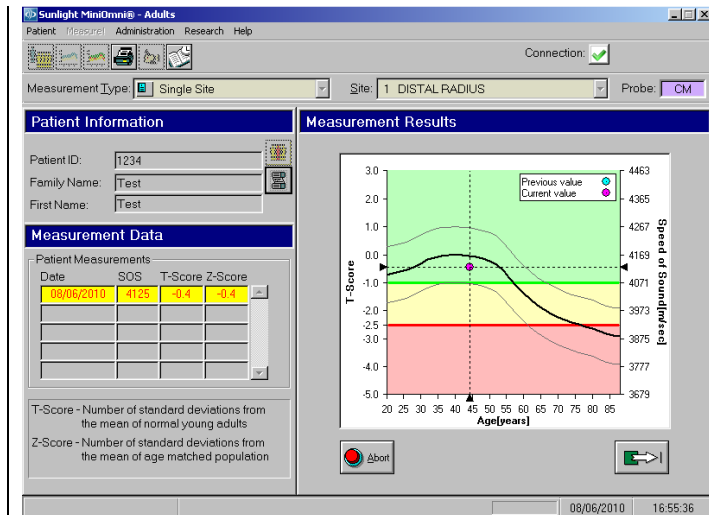 Sunlight MiniOmni® - Adults
Patient Measure! Administration Research Help
Connection:
Measurement Type: Single Site Site: 1 DISTAL RADIUS Probe: CM
Patient Information
Patient ID: 1234
Family Name: Test
First Name: Test
Measurement Data
Patient Measurements
Date SOS T-Score Z-Score
08/06/2010 4125 -0.4 -0.4
T-Score - Number of standard deviations from
the mean of normal young adults
Z-Score - Number of standard deviations from
the mean of age matched population
Measurement Results
Previous value
Current value
3.0 4463
2.0 4365
1.0 4267
0.0 4169
-1.0 4071
-2.0 3973
-2.5
-3.0 3875
-4.0 3777
-5.0 3679
T-Score
Speed of Sound[m/sec]
20 25 30 35 40 45 50 55 60 65 70 75 80 85
Age[years]
Abort
08/06/2010 16:55:36